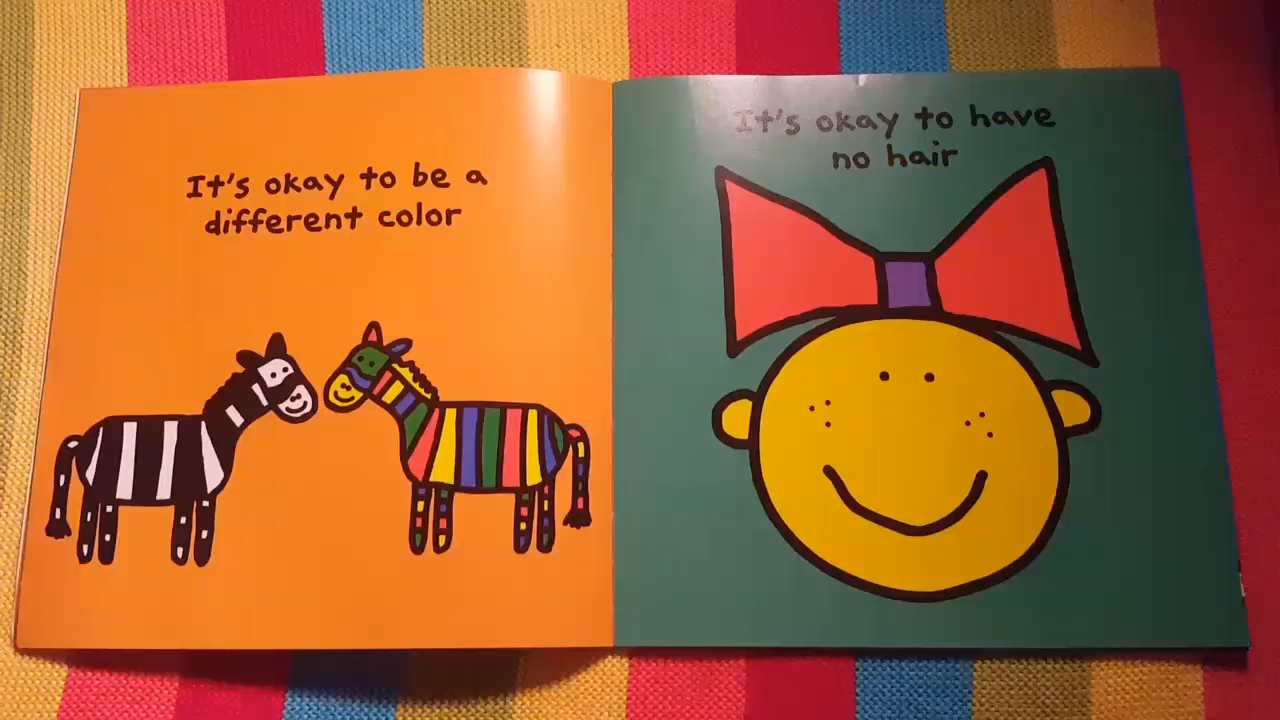 It's okay to be a
different color
It's okay to have
no hair